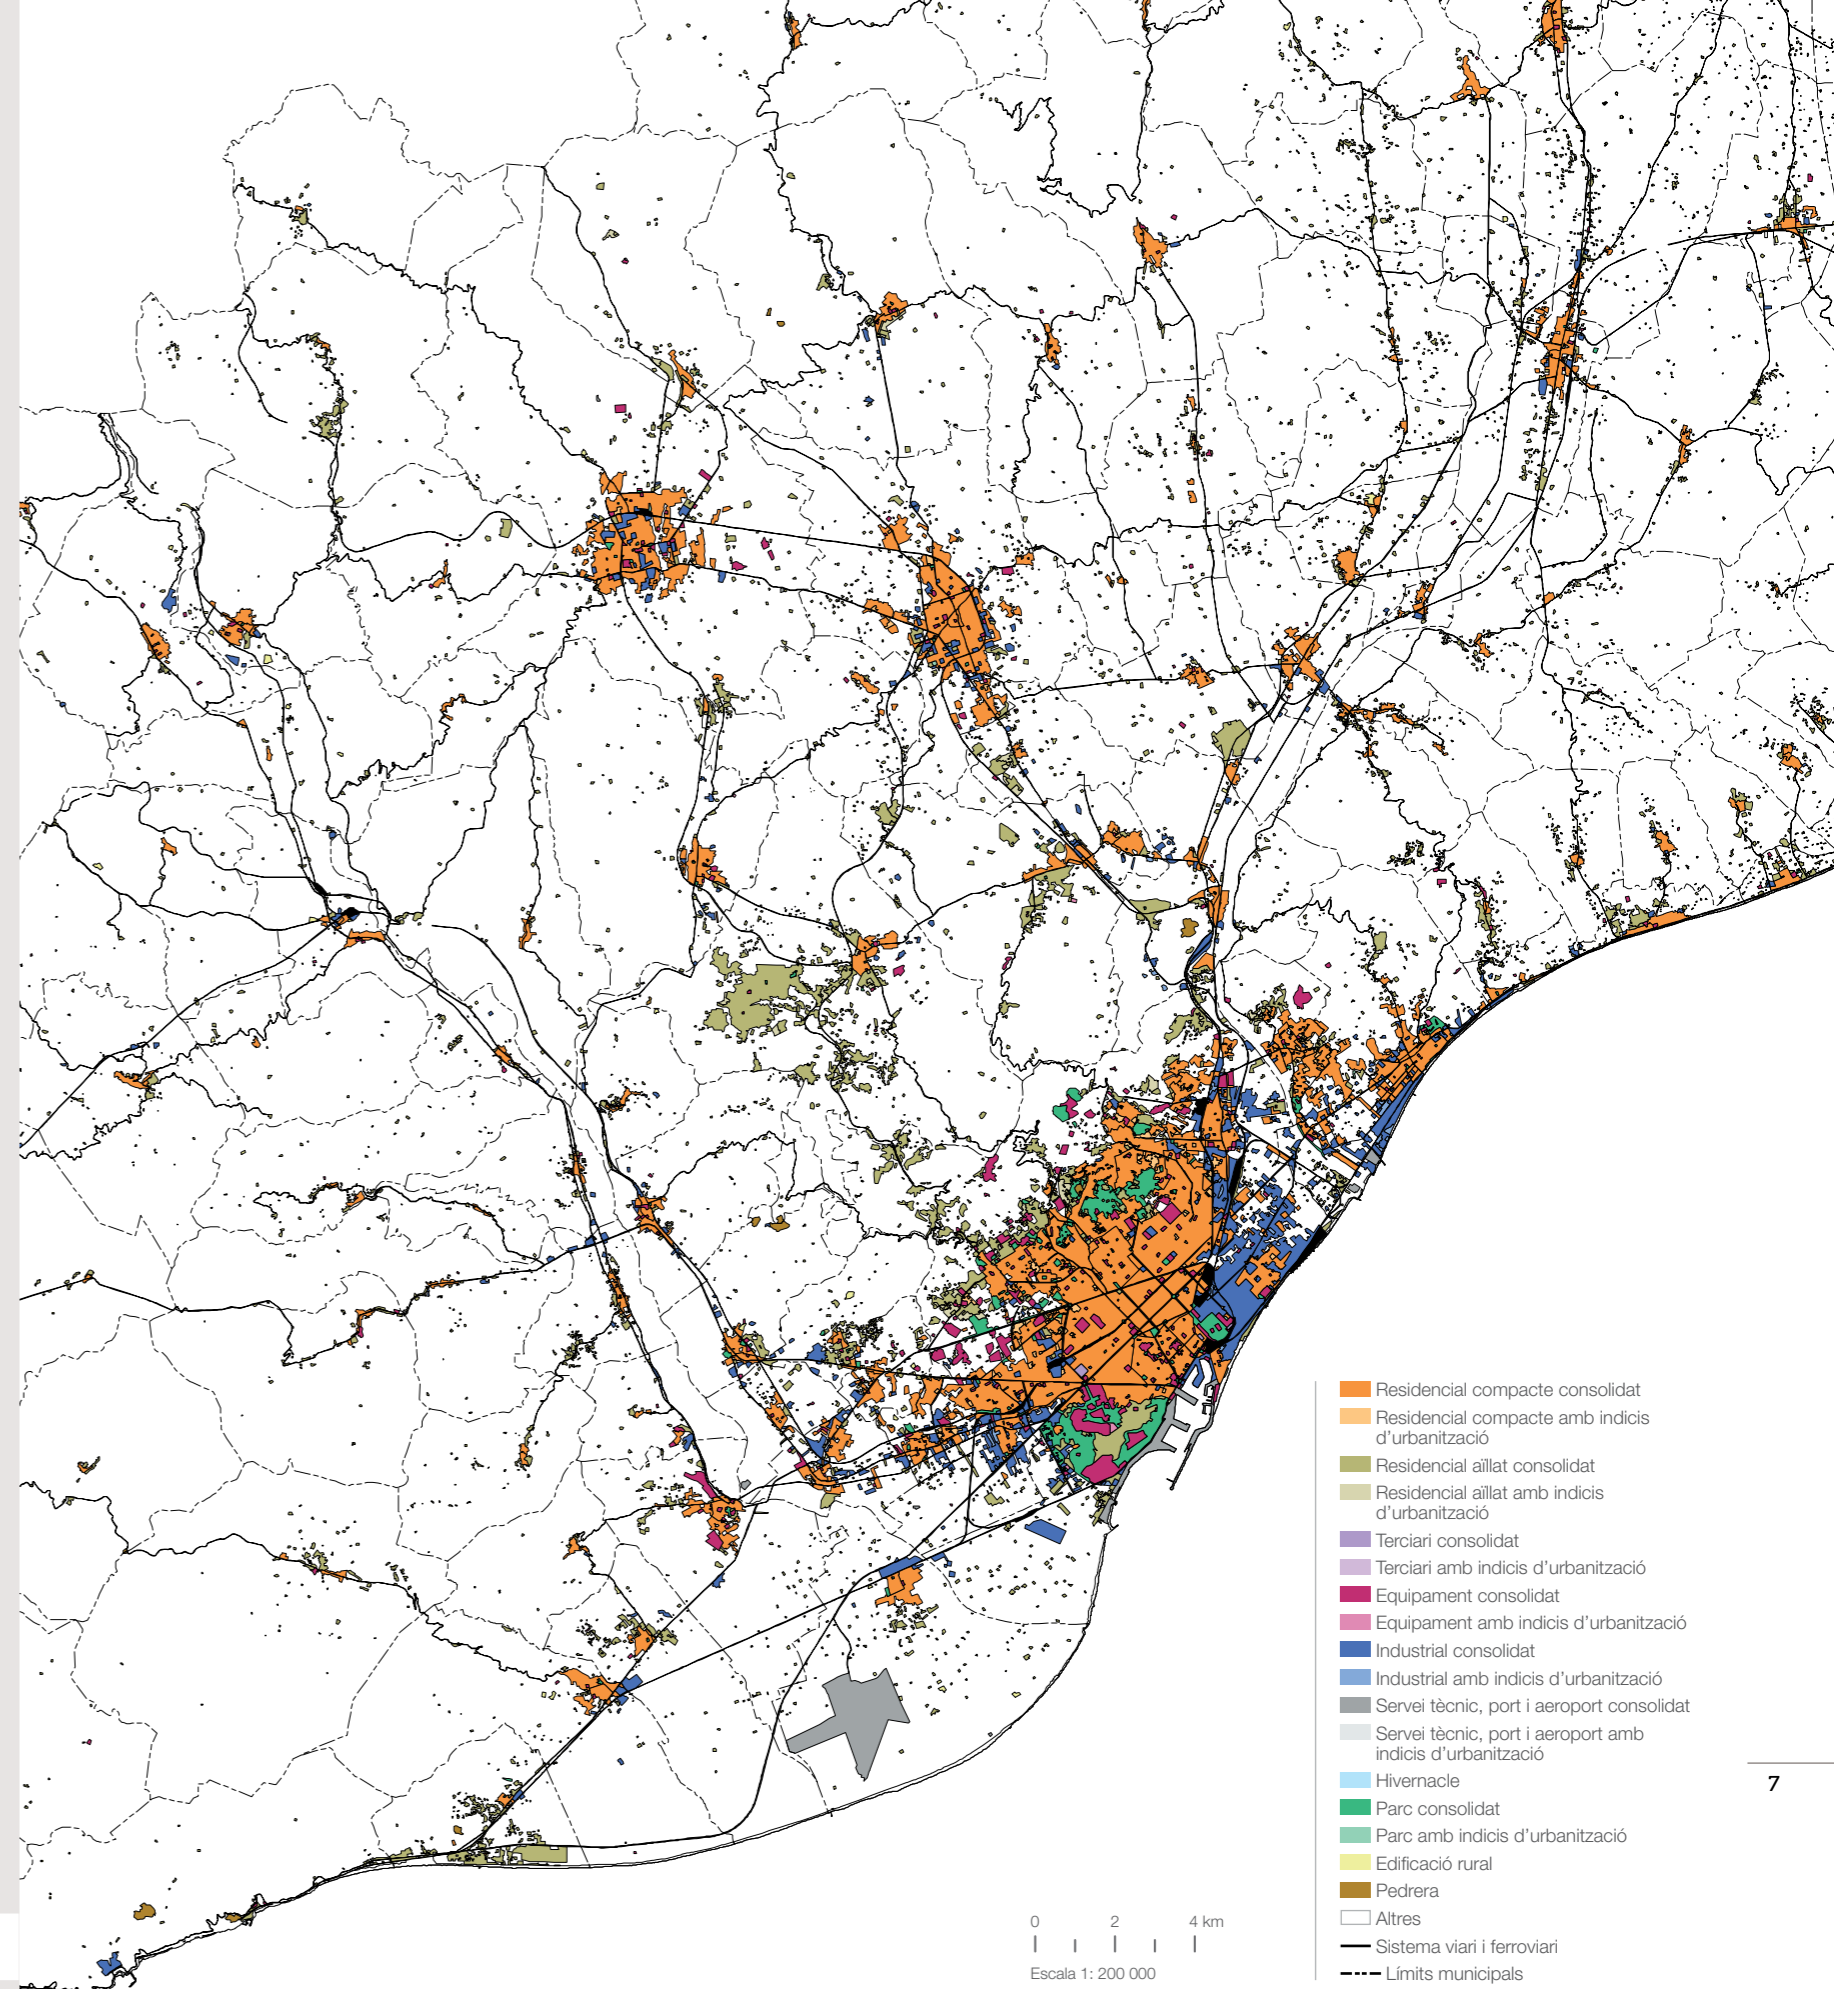 Residencial compacte consolidat
Residencial compacte amb indicis
d'urbanització
Residencial aïllat consolidat
Residencial aïllat amb indicis
d'urbanització
Terciari consolidat
Terciari amb indicis d'urbanització
Equipament consolidat
Equipament amb indicis d'urbanització
Industrial consolidat
Industrial amb indicis d'urbanització
Servei tècnic, port i aeroport consolidat
Servei tècnic, port i aeroport amb
indicis d'urbanització
Hivernacle
Parc consolidat
Parc amb indicis d'urbanització
Edificació rural
Pedrera
Altres
Sistema viari i ferroviari
Límits municipals
7
0 2 4 km
Escala 1: 200 000